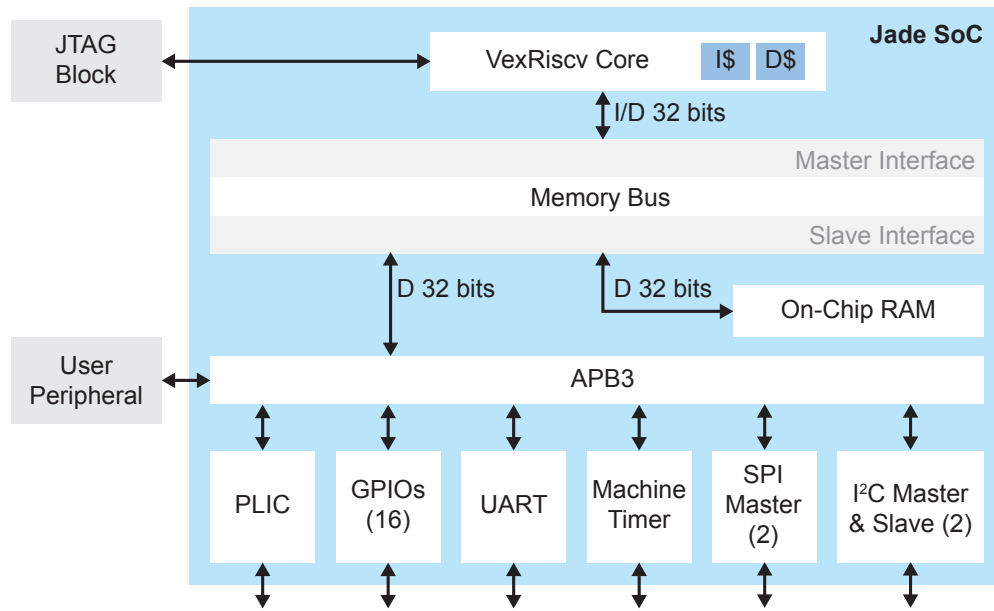 Jade SoC
JTAG
Block
VexRiscv Core
I$
D$
I/D 32 bits
Master Interface
Memory Bus
Slave Interface
D 32 bits
D 32 bits
On-Chip RAM
User
Peripheral
APB3
PLIC
GPIOs
(16)
UART
Machine
Timer
SPI
Master
(2)
I²C Master
& Slave (2)